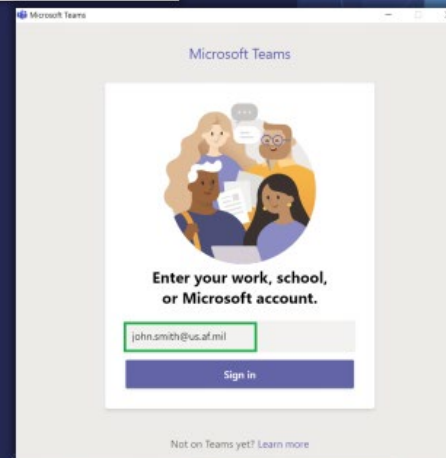 Microsoft Teams
Microsoft Teams
Enter your work, school,
or Microsoft account.
john.smith@us.af.mil
Sign in
Not on Teams yet? Learn more